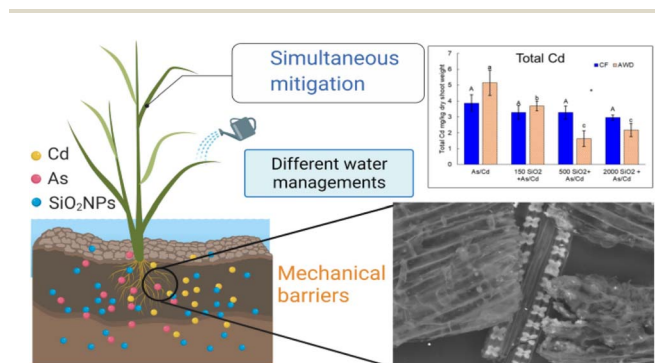 Simultaneous
mitigation
Different water
managements
Cd
As
SiO₂NPs
Mechanical
barriers
Total Cd
CF AWD
Total Cd mg/kg dry shoot weight
7
6
5
4
3
2
1
0
A a
A b
A c
A c
*
As/Cd
150 SiO2
+As/Cd
500 SiO2+
As/Cd
2000 SiO2 +
As/Cd